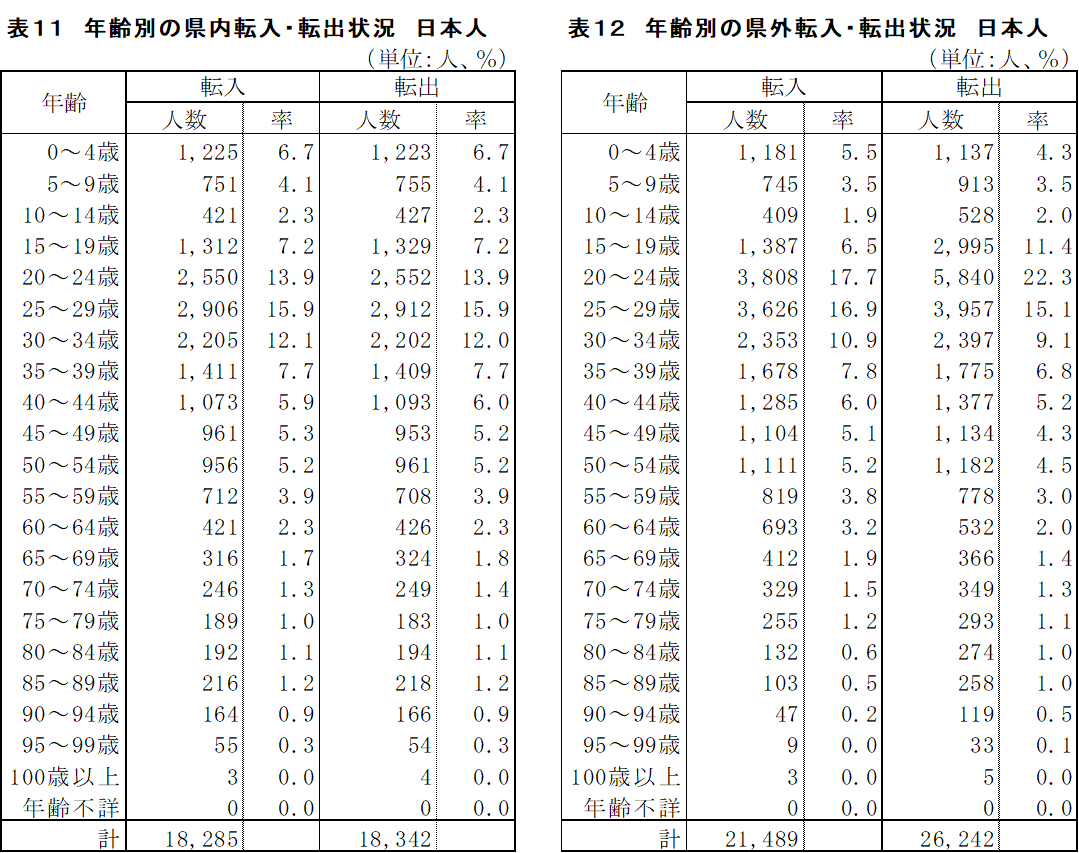 表11 年齢別の県内転入・転出状況 日本人
(単位:人、%)
年齢 転入 転出
人数 率 人数 率
0～4歳 1,225 6.7 1,223 6.7
5～9歳 751 4.1 755 4.1
10～14歳 421 2.3 427 2.3
15～19歳 1,312 7.2 1,329 7.2
20～24歳 2,550 13.9 2,552 13.9
25～29歳 2,906 15.9 2,912 15.9
30～34歳 2,205 12.1 2,202 12.0
35～39歳 1,411 7.7 1,409 7.7
40～44歳 1,073 5.9 1,093 6.0
45～49歳 961 5.3 953 5.2
50～54歳 956 5.2 961 5.2
55～59歳 712 3.9 708 3.9
60～64歳 421 2.3 426 2.3
65～69歳 316 1.7 324 1.8
70～74歳 246 1.3 249 1.4
75～79歳 189 1.0 183 1.0
80～84歳 192 1.1 194 1.1
85～89歳 216 1.2 218 1.2
90～94歳 164 0.9 166 0.9
95～99歳 55 0.3 54 0.3
100歳以上 3 0.0 4 0.0
年齢不詳 0 0.0 0 0.0
計 18,285 18,342
表12 年齢別の県外転入・転出状況 日本人
(単位:人、%)
年齢 転入 転出
人数 率 人数 率
0～4歳 1,181 5.5 1,137 4.3
5～9歳 745 3.5 913 3.5
10～14歳 409 1.9 528 2.0
15～19歳 1,387 6.5 2,995 11.4
20～24歳 3,808 17.7 5,840 22.3
25～29歳 3,626 16.9 3,957 15.1
30～34歳 2,353 10.9 2,397 9.1
35～39歳 1,678 7.8 1,775 6.8
40～44歳 1,285 6.0 1,377 5.2
45～49歳 1,104 5.1 1,134 4.3
50～54歳 1,111 5.2 1,182 4.5
55～59歳 819 3.8 778 3.0
60～64歳 693 3.2 532 2.0
65～69歳 412 1.9 366 1.4
70～74歳 329 1.5 349 1.3
75～79歳 255 1.2 293 1.1
80～84歳 132 0.6 274 1.0
85～89歳 103 0.5 258 1.0
90～94歳 47 0.2 119 0.5
95～99歳 9 0.0 33 0.1
100歳以上 3 0.0 5 0.0
年齢不詳 0 0.0 0 0.0
計 21,489 26,242